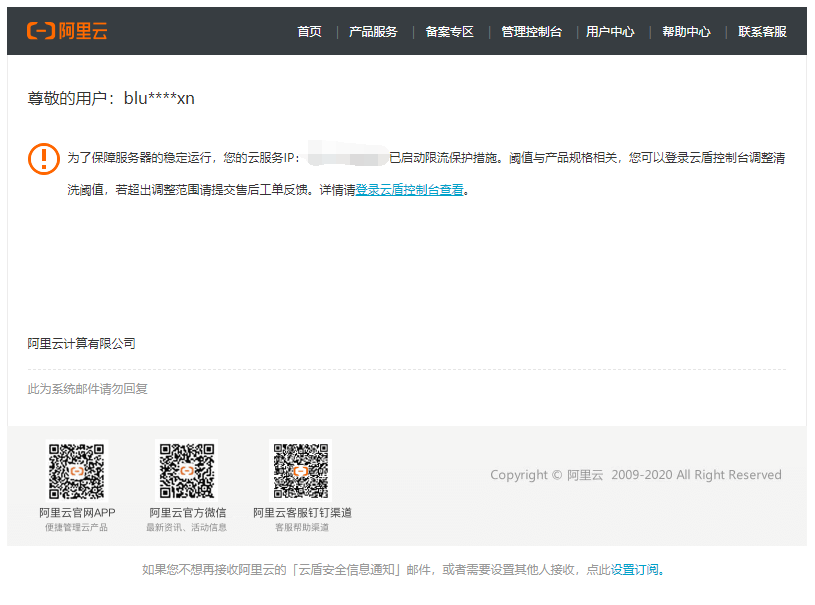 阿里云
首页 | 产品服务 | 备案专区 | 管理控制台 | 用户中心 | 帮助中心 | 联系客服
尊敬的用户：blu****xn
为了保障服务器的稳定运行，您的云服务IP： 已启动限流保护措施。阈值与产品规格相关，您可以登录云盾控制台调整清
洗阈值，若超出调整范围请提交售后工单反馈。详情请登录云盾控制台查看。
阿里云计算有限公司
此为系统邮件请勿回复
Copyright © 阿里云 2009-2020 All Right Reserved
阿里云官网APP 阿里云官方微信 阿里云客服钉钉渠道
便捷管理云产品 最新资讯、活动信息 客服帮助渠道
如果您不想再接收阿里云的「云盾安全信息通知」邮件，或者需要设置其他人接收，点此设置订阅。